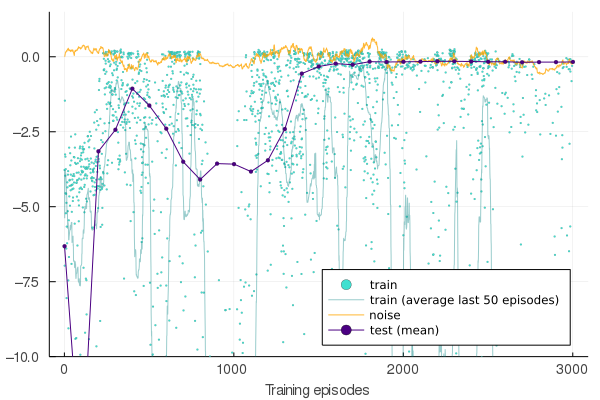 0.0
−2.5
−5.0
−7.5
−10.0
0
1000
2000
3000
Training episodes
train
train (average last 50 episodes)
noise
test (mean)